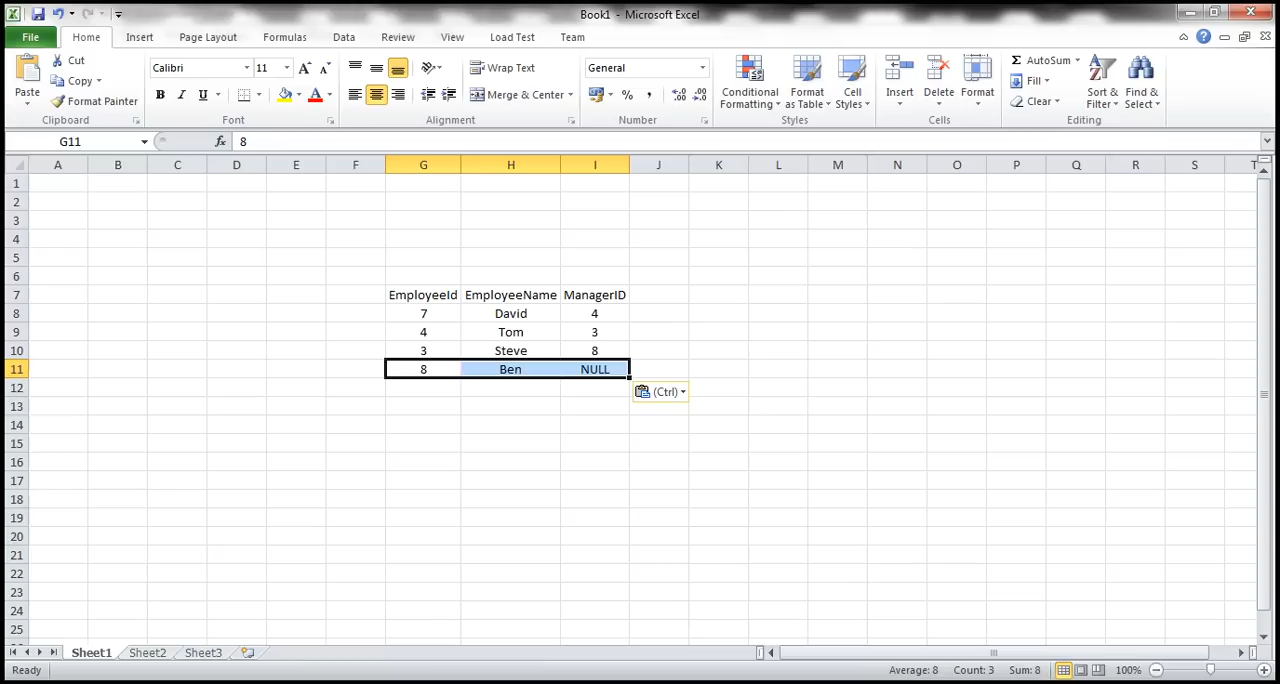 Book1 - Microsoft Excel
File Home Insert Page Layout Formulas Data Review View Load Test Team
Paste
Cut
Copy
Format Painter
Clipboard
Calibri 11
B I U
Font
Wrap Text
Merge & Center
Alignment
General
% ,
Number
Conditional Formatting
Format as Table
Cell Styles
Styles
Insert Delete Format
Cells
Σ AutoSum
Fill
Clear
Sort & Filter
Find & Select
Editing
G11 fx 8
A B C D E F G H I J K L M N O P Q R S T
1
2
3
4
5
6
7 EmployeeId EmployeeName ManagerID
8 7 David 4
9 4 Tom 3
10 3 Steve 8
11 8 Ben NULL
12 (Ctrl)
13
14
15
16
17
18
19
20
21
22
23
24
25
Sheet1 Sheet2 Sheet3
Ready Average: 8 Count: 3 Sum: 8 100%